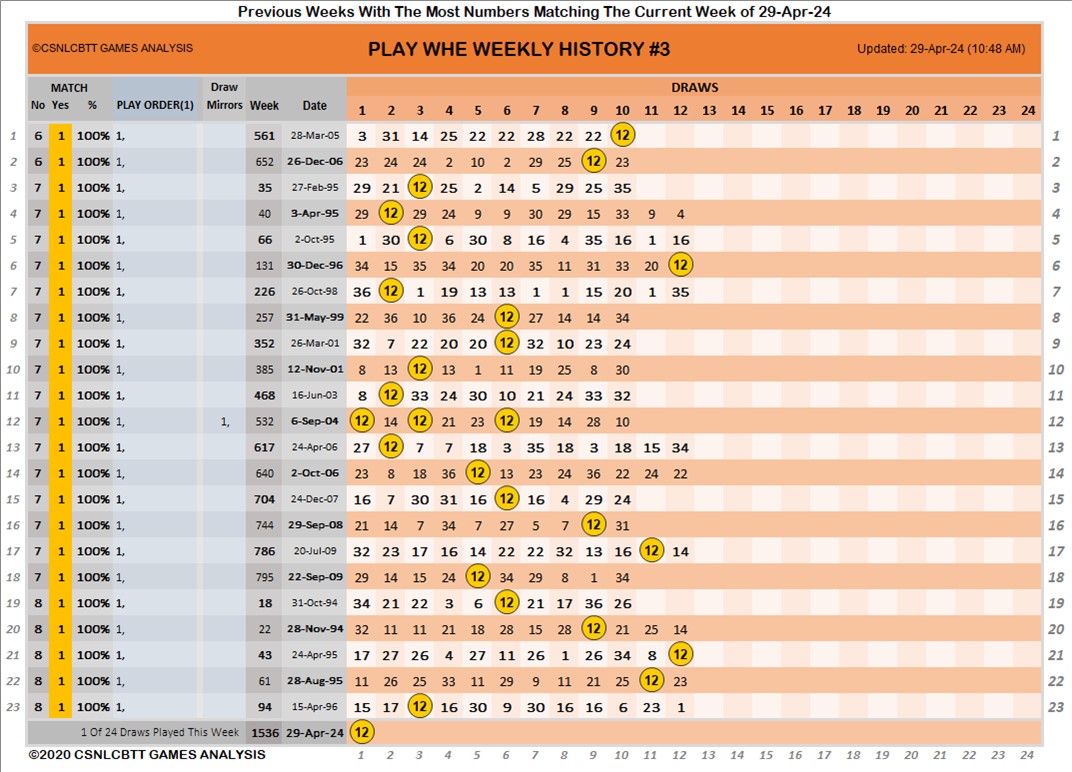 Previous Weeks With The Most Numbers Matching The Current Week of 29-Apr-24
©CSNLCBTT GAMES ANALYSIS PLAY WHE WEEKLY HISTORY #3 Updated: 29-Apr-24 (10:48 AM)
MATCH Draw DRAWS
No Yes % PLAY ORDER(1) Mirrors Week Date 1 2 3 4 5 6 7 8 9 10 11 12 13 14 15 16 17 18 19 20 21 22 23 24
1 6 1 100% 1, 561 28-Mar-05 3 31 14 25 22 22 28 22 22 12 1
2 6 1 100% 1, 652 26-Dec-06 23 24 24 2 10 2 29 25 12 23 2
3 7 1 100% 1, 35 27-Feb-95 29 21 12 25 2 14 5 29 25 35 3
4 7 1 100% 1, 40 3-Apr-95 29 12 29 24 9 9 30 29 15 33 9 4 4
5 7 1 100% 1, 66 2-Oct-95 1 30 12 6 30 8 16 4 35 16 1 16 5
6 7 1 100% 1, 131 30-Dec-96 34 15 35 34 20 20 35 11 31 33 20 12 6
7 7 1 100% 1, 226 26-Oct-98 36 12 1 19 13 13 1 1 15 20 1 35 7
8 7 1 100% 1, 257 31-May-99 22 36 10 36 24 12 27 14 14 34 8
9 7 1 100% 1, 352 26-Mar-01 32 7 22 20 20 12 32 10 23 24 9
10 7 1 100% 1, 385 12-Nov-01 8 13 12 13 1 11 19 25 8 30 10
11 7 1 100% 1, 468 16-Jun-03 8 12 33 24 30 10 21 24 33 32 11
12 7 1 100% 1, 1, 532 6-Sep-04 12 14 12 21 23 12 19 14 28 10 12
13 7 1 100% 1, 617 24-Apr-06 27 12 7 7 18 3 35 18 3 18 15 34 13
14 7 1 100% 1, 640 2-Oct-06 23 8 18 36 12 13 23 24 36 22 24 22 14
15 7 1 100% 1, 704 24-Dec-07 16 7 30 31 16 12 16 4 29 24 15
16 7 1 100% 1, 744 29-Sep-08 21 14 7 34 7 27 5 7 12 31 16
17 7 1 100% 1, 786 20-Jul-09 32 23 17 16 14 22 22 32 13 16 12 14 17
18 7 1 100% 1, 795 22-Sep-09 29 14 15 24 12 34 29 8 1 34 18
19 8 1 100% 1, 18 31-Oct-94 34 21 22 3 6 12 21 17 36 26 19
20 8 1 100% 1, 22 28-Nov-94 32 11 11 21 18 28 15 28 12 21 25 14 20
21 8 1 100% 1, 43 24-Apr-95 17 27 26 4 27 11 26 1 26 34 8 12 21
22 8 1 100% 1, 61 28-Aug-95 11 26 25 33 11 29 9 11 21 25 12 23 22
23 8 1 100% 1, 94 15-Apr-96 15 17 12 16 30 9 30 16 16 6 23 1 23
1 Of 24 Draws Played This Week 1536 29-Apr-24 12
©2020 CSNLCBTT GAMES ANALYSIS 1 2 3 4 5 6 7 8 9 10 11 12 13 14 15 16 17 18 19 20 21 22 23 24